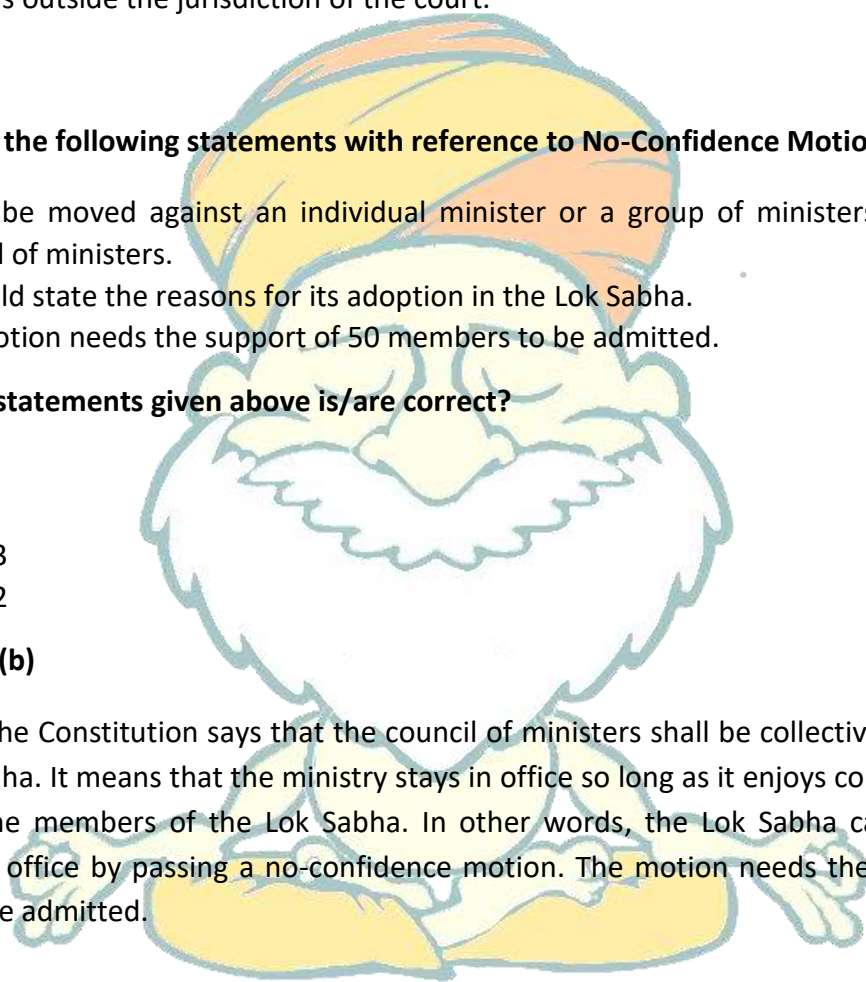 s outside the jurisdiction of the court.
the following statements with reference to No-Confidence Motio
be moved against an individual minister or a group of ministers
l of ministers.
ld state the reasons for its adoption in the Lok Sabha.
otion needs the support of 50 members to be admitted.
statements given above is/are correct?
3
2
(b)
he Constitution says that the council of ministers shall be collectiv
ha. It means that the ministry stays in office so long as it enjoys co
he members of the Lok Sabha. In other words, the Lok Sabha ca
office by passing a no-confidence motion. The motion needs the
e admitted.